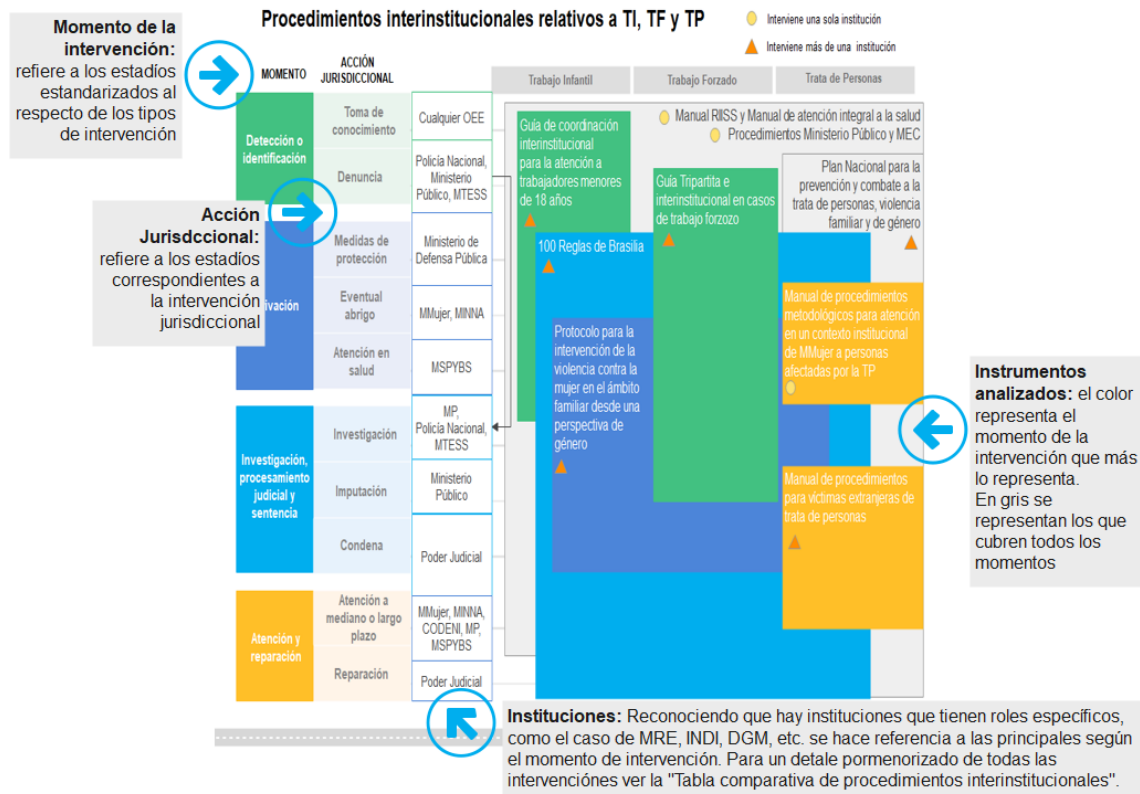 Procedimientos interinstitucionales relativos a TI, TF y TP
Interviene una sola institución
Interviene más de una institución
Momento de la
intervención:
refiere a los estadíos
estandarizados al
respecto de los tipos
de intervención
MOMENTO
ACCIÓN
JURISDICCIONAL
Trabajo Infantil
Trabajo Forzado
Trata de Personas
Detección o
identificación
Toma de
conocimiento
Cualquier OEE
Denuncia
Policía Nacional,
Ministerio
Público, MTESS
Acción
Jurisdccional:
refiere a los estadíos
correspondientes a
la intervención
jurisdiccional
ivación
Medidas de
protección
Ministerio de
Defensa Pública
Eventual
abrigo
MMujer, MINNA
Atención en
salud
MSPYBS
Investigación,
procesamiento
judicial y
sentencia
Investigación
MP,
Policía Nacional,
MTESS
Imputación
Ministerio
Público
Condena
Poder Judicial
Atención y
reparación
Atención a
mediano o largo
plazo
MMujer, MINNA,
CODENI, MP,
MSPYBS
Reparación
Poder Judicial
Guía de coordinación
interinstitucional
para la atención a
trabajadores menores
de 18 años
Manual RIISS y Manual de atención integral a la salud
Procedimientos Ministerio Público y MEC
Guía Tripartita e
interinstitucional en casos
de trabajo forzozo
Plan Nacional para la
prevención y combate a la
trata de personas, violencia
familiar y de género
100 Reglas de Brasilia
Protocolo para la
intervención de la
violencia contra la
mujer en el ámbito
familiar desde una
perspectiva de
género
Manual de procedimientos
metodológicos para atención
en un contexto institucional
de MMujer a personas
afectadas por la TP
Manual de procedimientos
para víctimas extranjeras de
trata de personas
Instrumentos
analizados: el color
representa el
momento de la
intervención que más
lo representa.
En gris se
representan los que
cubren todos los
momentos
Instituciones: Reconociendo que hay instituciones que tienen roles específicos,
como el caso de MRE, INDI, DGM, etc. se hace referencia a las principales según
el momento de intervención. Para un detale pormenorizado de todas las
intervenciónes ver la "Tabla comparativa de procedimientos interinstitucionales".